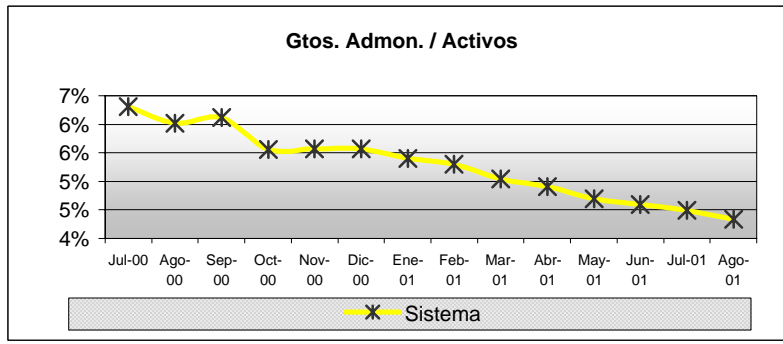 Gtos. Admon. / Activos
7%
6%
6%
5%
5%
4%
Jul-00 Ago-00 Sep-00 Oct-00 Nov-00 Dic-00 Ene-01 Feb-01 Mar-01 Abr-01 May-01 Jun-01 Jul-01 Ago-01
Sistema